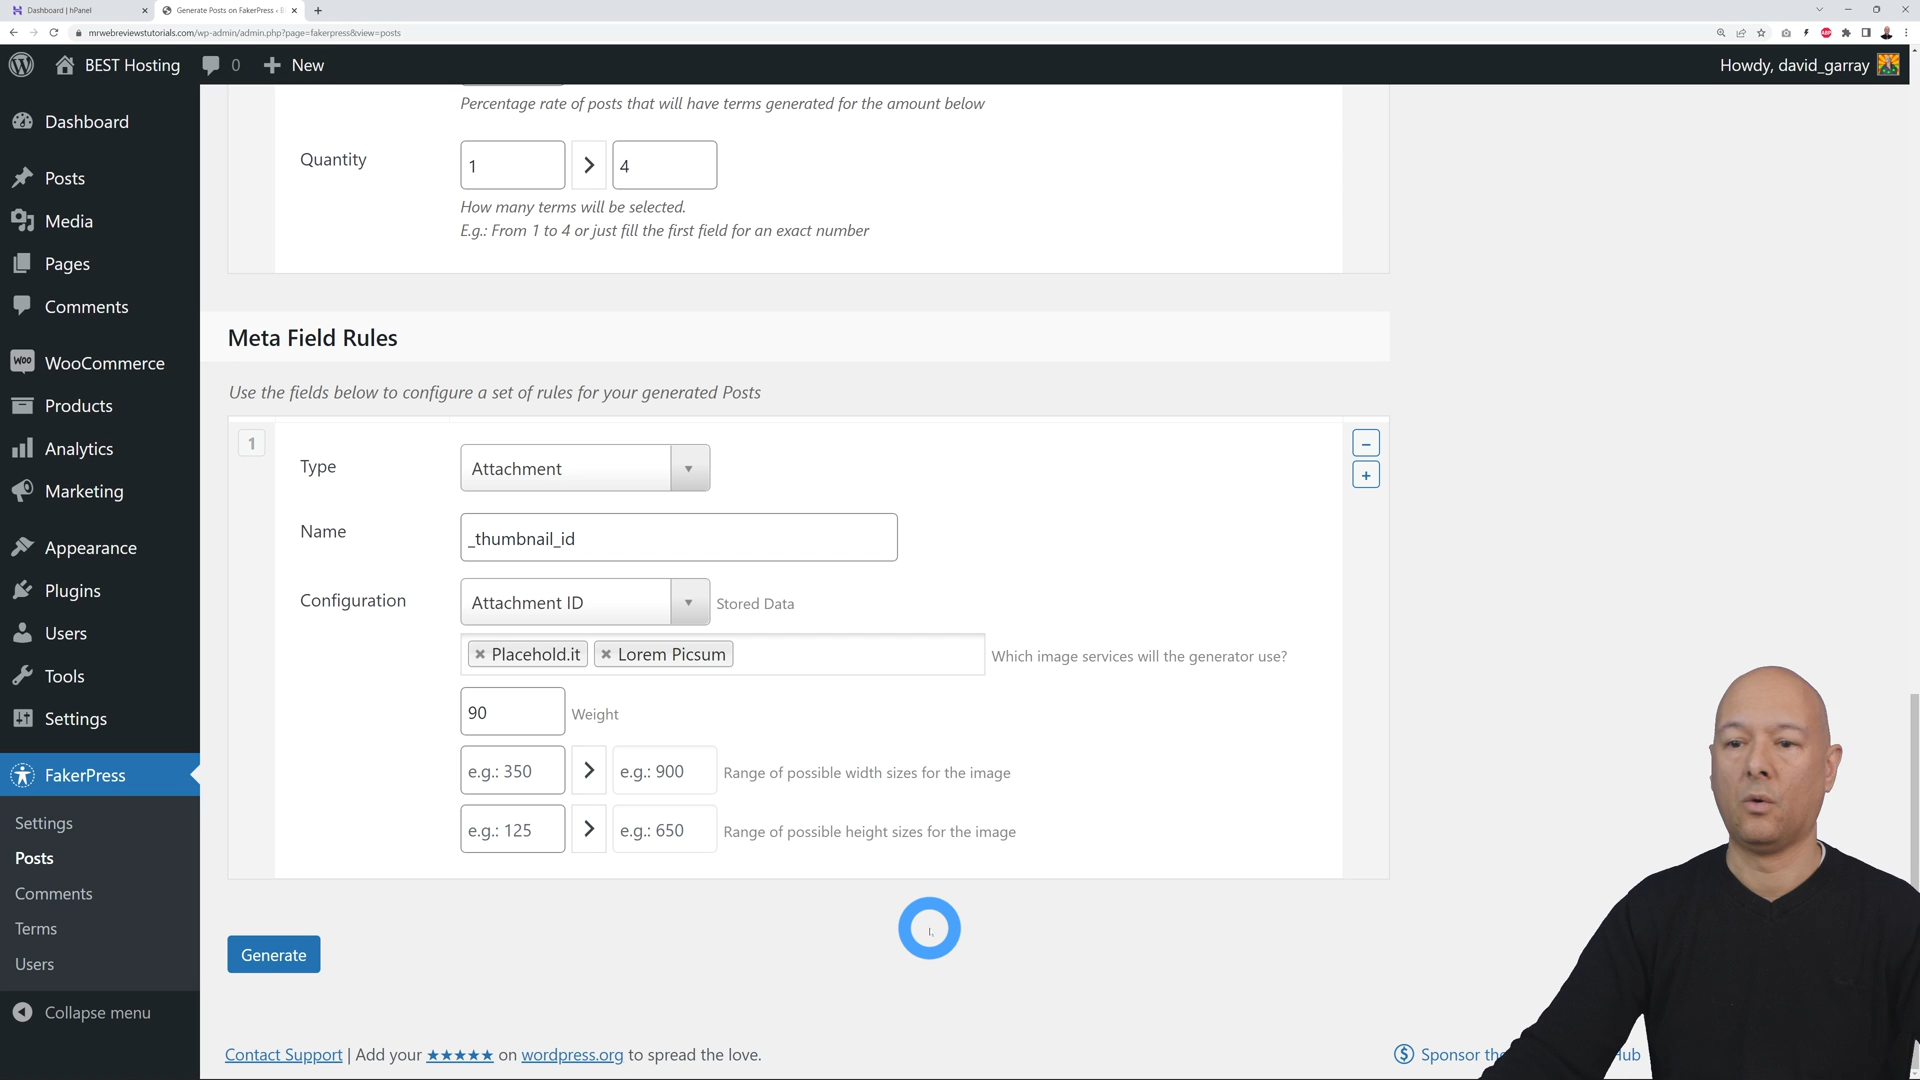 Dashboard | hPanel
Generate Posts on FakerPress ‹ B
mrwebreviewstutorials.com/wp-admin/admin.php?page=fakerpress&view=posts
BEST Hosting 0 New
Howdy, david_garray
Dashboard
Posts
Media
Pages
Comments
WooCommerce
Products
Analytics
Marketing
Appearance
Plugins
Users
Tools
Settings
FakerPress
Settings
Posts
Comments
Terms
Users
Collapse menu
Percentage rate of posts that will have terms generated for the amount below
Quantity
1
4
How many terms will be selected.
E.g.: From 1 to 4 or just fill the first field for an exact number
Meta Field Rules
Use the fields below to configure a set of rules for your generated Posts
1
Type
Attachment
Name
_thumbnail_id
Configuration
Attachment ID
Stored Data
Placehold.it
Lorem Picsum
Which image services will the generator use?
90
Weight
e.g.: 350
e.g.: 900
Range of possible width sizes for the image
e.g.: 125
e.g.: 650
Range of possible height sizes for the image
Generate
Contact Support | Add your ★★★★★ on wordpress.org to spread the love.
Sponsor